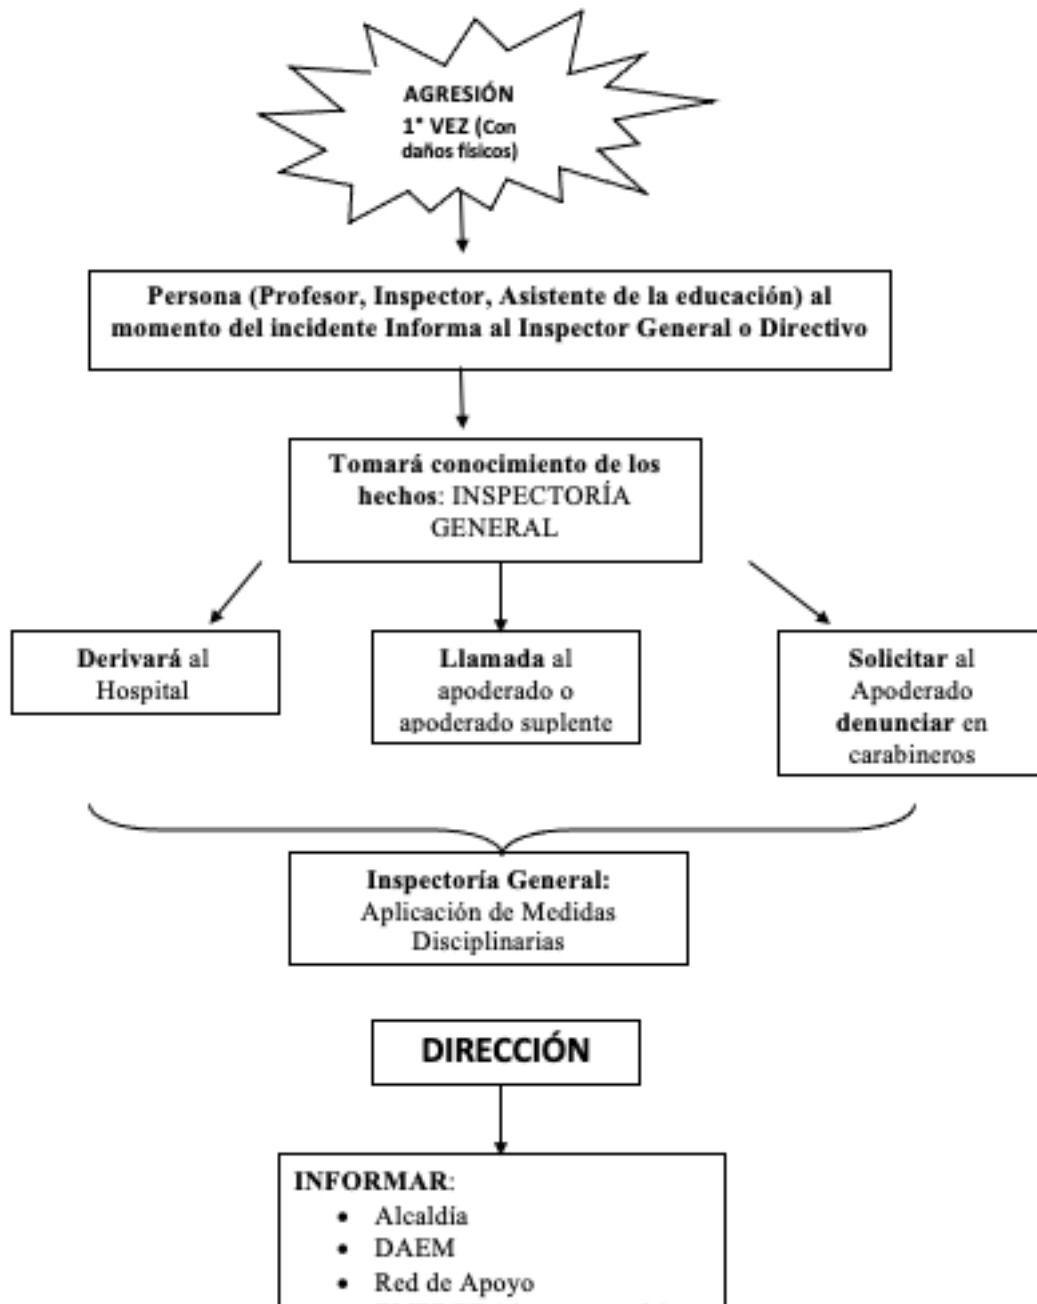 AGRESIÓN
1° VEZ (Con
daños físicos)
Persona (Profesor, Inspector, Asistente de la educación) al
momento del incidente Informa al Inspector General o Directivo
Tomará conocimiento de los
hechos: INSPECTORÍA
GENERAL
Derivará al
Hospital
Llamada al
apoderado o
apoderado suplente
Solicitar al
Apoderado
denunciar en
carabineros
Inspectoría General:
Aplicación de Medidas
Disciplinarias
DIRECCIÓN
INFORMAR:
• Alcaldía
• DAEM
• Red de Apoyo